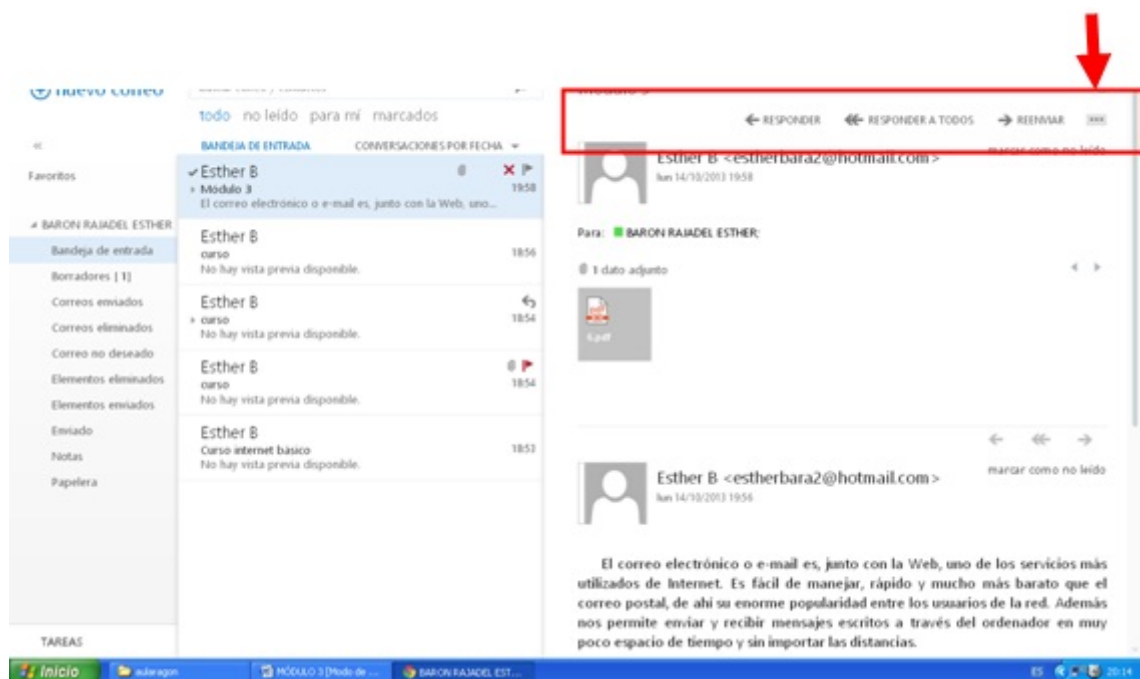 nuevo correo
todo no leído para mí marcados
BANDEJA DE ENTRADA CONVERSACIONES POR FECHA
Favoritos
BARON RAJADEL ESTHER
Bandeja de entrada
Borradores [1]
Correos enviados
Correos eliminados
Correo no deseado
Elementos eliminados
Elementos enviados
Enviado
Notas
Papelera
TAREAS
Esther B
Módulo 3 19:58
El correo electrónico o e-mail es, junto con la Web, uno...
Esther B
curso 18:56
No hay vista previa disponible.
Esther B
curso 18:54
No hay vista previa disponible.
Esther B
curso 18:54
No hay vista previa disponible.
Esther B
Curso internet básico 18:53
No hay vista previa disponible.
RESPONDER RESPONDER A TODOS REENVIAR
marcar como no leído
Esther B <estherbara2@hotmail.com>
lun 14/10/2013 19:58
Para: BARON RAJADEL ESTHER;
1 dato adjunto
6.pdf
marcar como no leído
Esther B <estherbara2@hotmail.com>
lun 14/10/2013 19:56
El correo electrónico o e-mail es, junto con la Web, uno de los servicios más
utilizados de Internet. Es fácil de manejar, rápido y mucho más barato que el
correo postal, de ahí su enorme popularidad entre los usuarios de la red. Además
nos permite enviar y recibir mensajes escritos a través del ordenador en muy
poco espacio de tiempo y sin importar las distancias.
Inicio aularagon MÓDULO 3 [Modo de ... BARON RAJADEL EST... ES 20:14